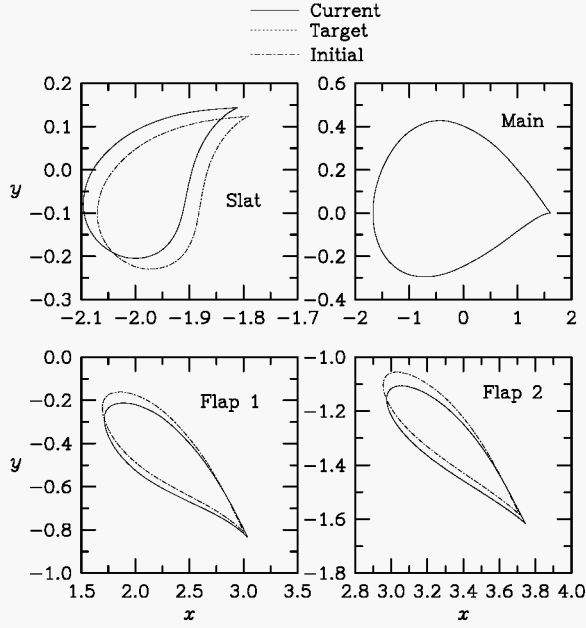 Current
Target
Initial
0.2
0.1
0.0
−0.1
−0.2
−0.3
y
Slat
−2.1 −2.0 −1.9 −1.8 −1.7
0.6
0.4
0.2
0.0
−0.2
−0.4
Main
−2 −1 0 1 2
0.0
−0.2
−0.4
−0.6
−0.8
−1.0
y
Flap 1
1.5 2.0 2.5 3.0 3.5
x
−1.0
−1.2
−1.4
−1.6
−1.8
Flap 2
2.8 3.0 3.2 3.4 3.6 3.8 4.0
x